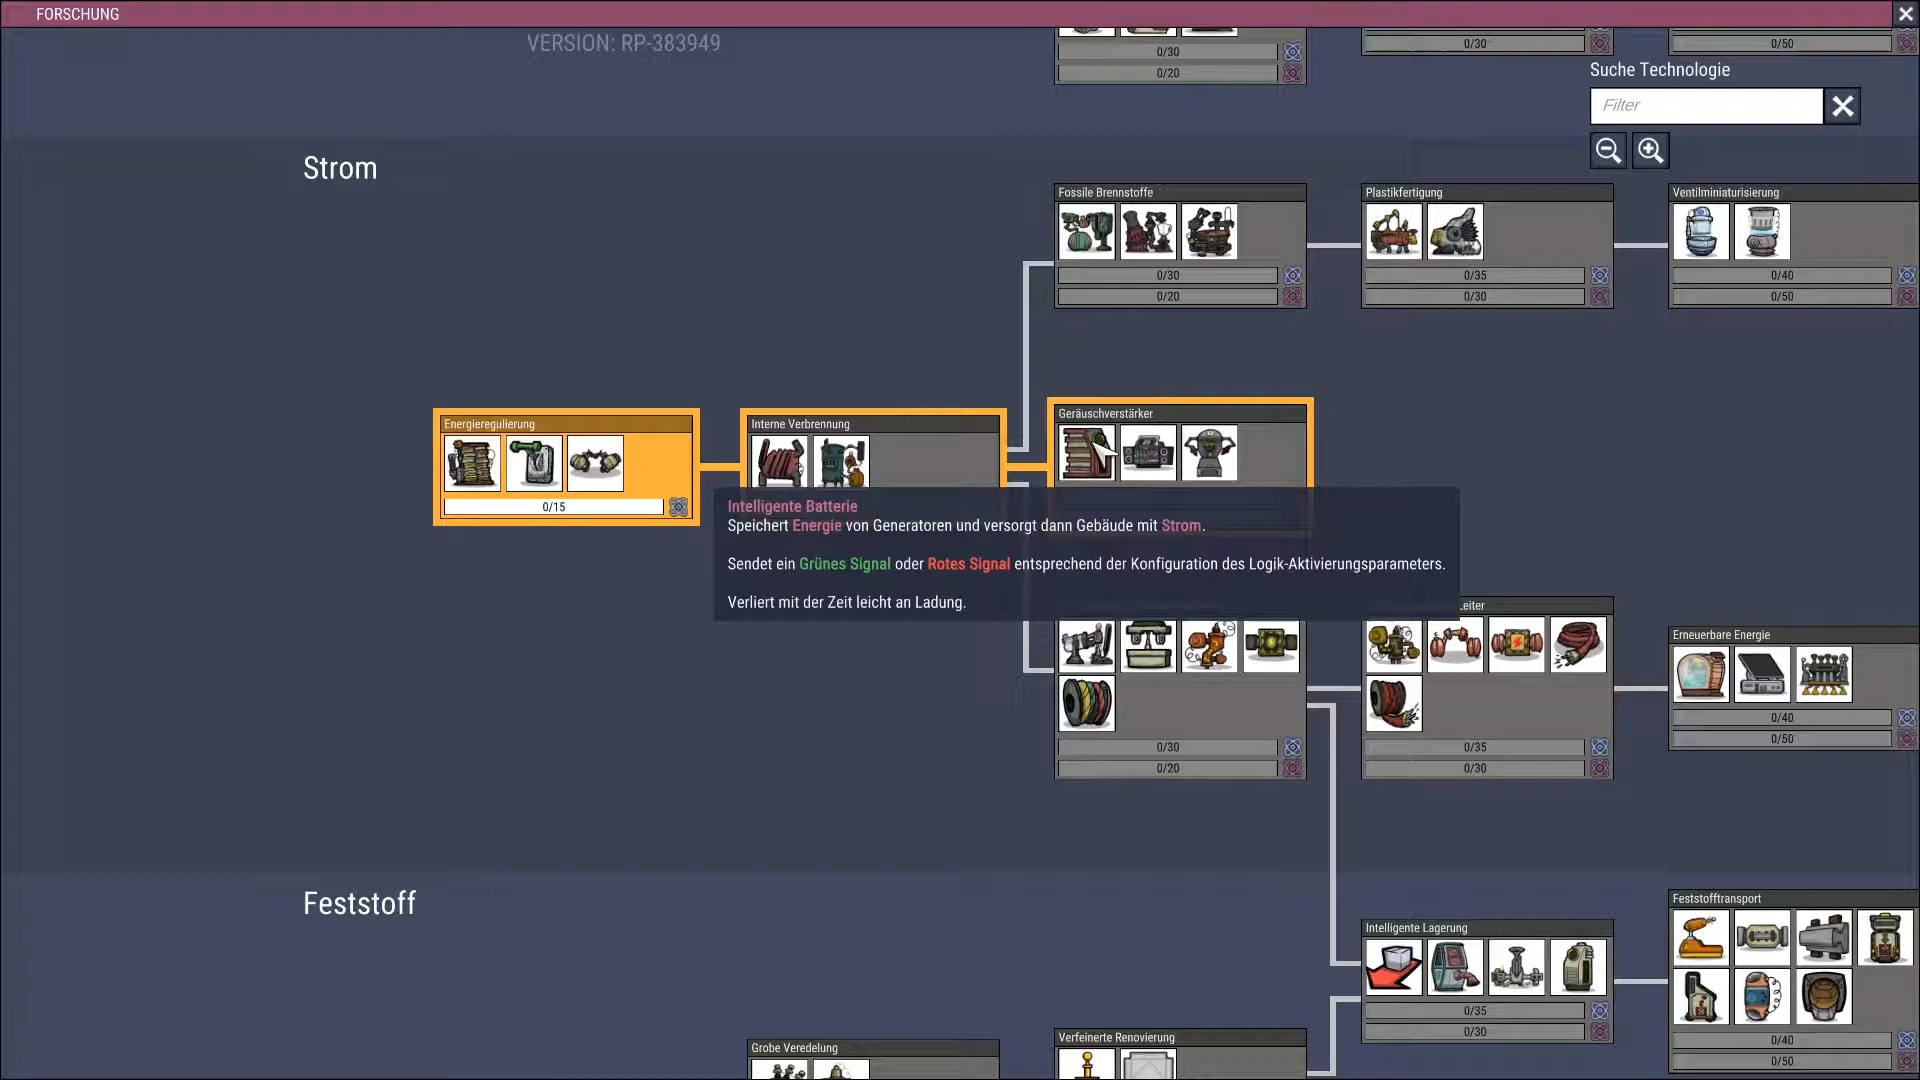 FORSCHUNG
VERSION: RP-383949
0/30
0/20
0/30
0/50
Suche Technologie
Filter
Strom
Fossile Brennstoffe
0/30
0/20
Plastikfertigung
0/35
0/30
Ventilminiaturisierung
0/40
0/50
Energieregulierung
0/15
Interne Verbrennung
Geräuschverstärker
Intelligente Batterie
Speichert Energie von Generatoren und versorgt dann Gebäude mit Strom.
Sendet ein Grünes Signal oder Rotes Signal entsprechend der Konfiguration des Logik-Aktivierungsparameters.
Verliert mit der Zeit leicht an Ladung.
0/30
0/20
Leiter
0/35
0/30
Erneuerbare Energie
0/40
0/50
Feststoff
Intelligente Lagerung
0/35
0/30
Feststofftransport
0/40
0/50
Grobe Veredelung
Verfeinerte Renovierung